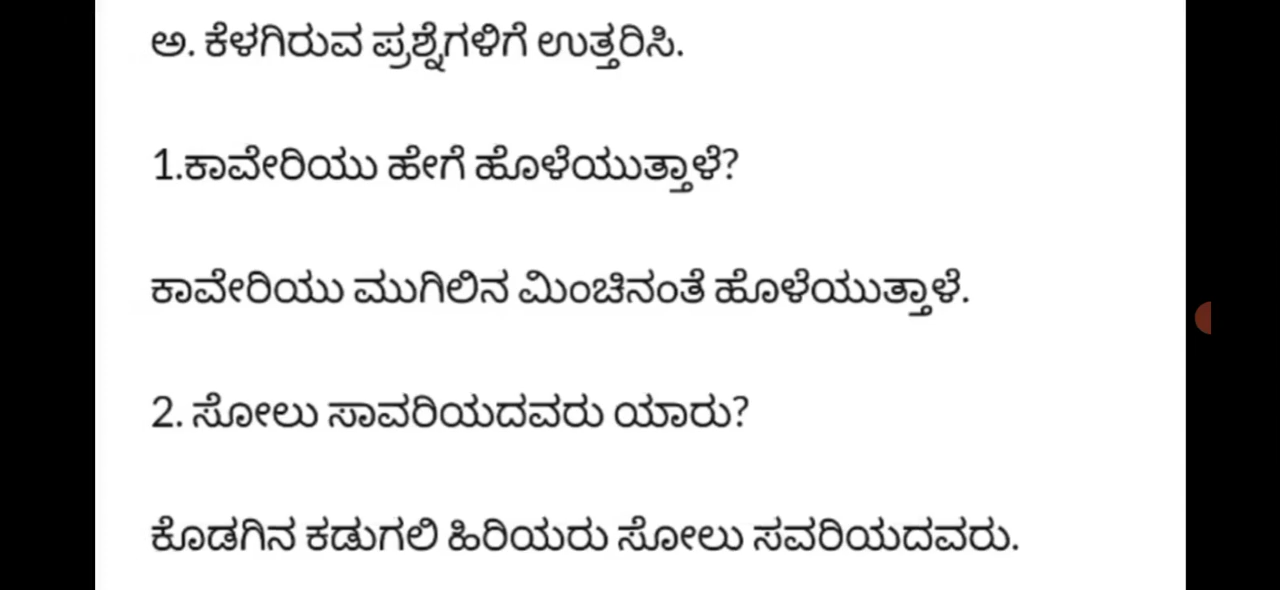 ಅ. ಕೆಳಗಿರುವ ಪ್ರಶ್ನೆಗಳಿಗೆ ಉತ್ತರಿಸಿ.
1.ಕಾವೇರಿಯು ಹೇಗೆ ಹೊಳೆಯುತ್ತಾಳೆ?
ಕಾವೇರಿಯು ಮುಗಿಲಿನ ಮಿಂಚಿನಂತೆ ಹೊಳೆಯುತ್ತಾಳೆ.
2. ಸೋಲು ಸಾವರಿಯದವರು ಯಾರು?
ಕೊಡಗಿನ ಕಡುಗಲಿ ಹಿರಿಯರು ಸೋಲು ಸವರಿಯದವರು.